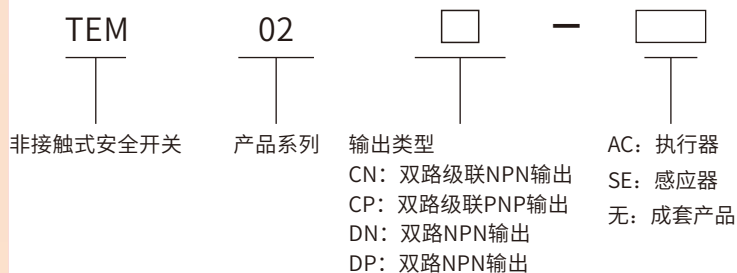 TEM 02 □ − □
非接触式安全开关 产品系列 输出类型 AC：执行器
CN：双路级联NPN输出 SE：感应器
CP：双路级联PNP输出 无：成套产品
DN：双路NPN输出
DP：双路NPN输出